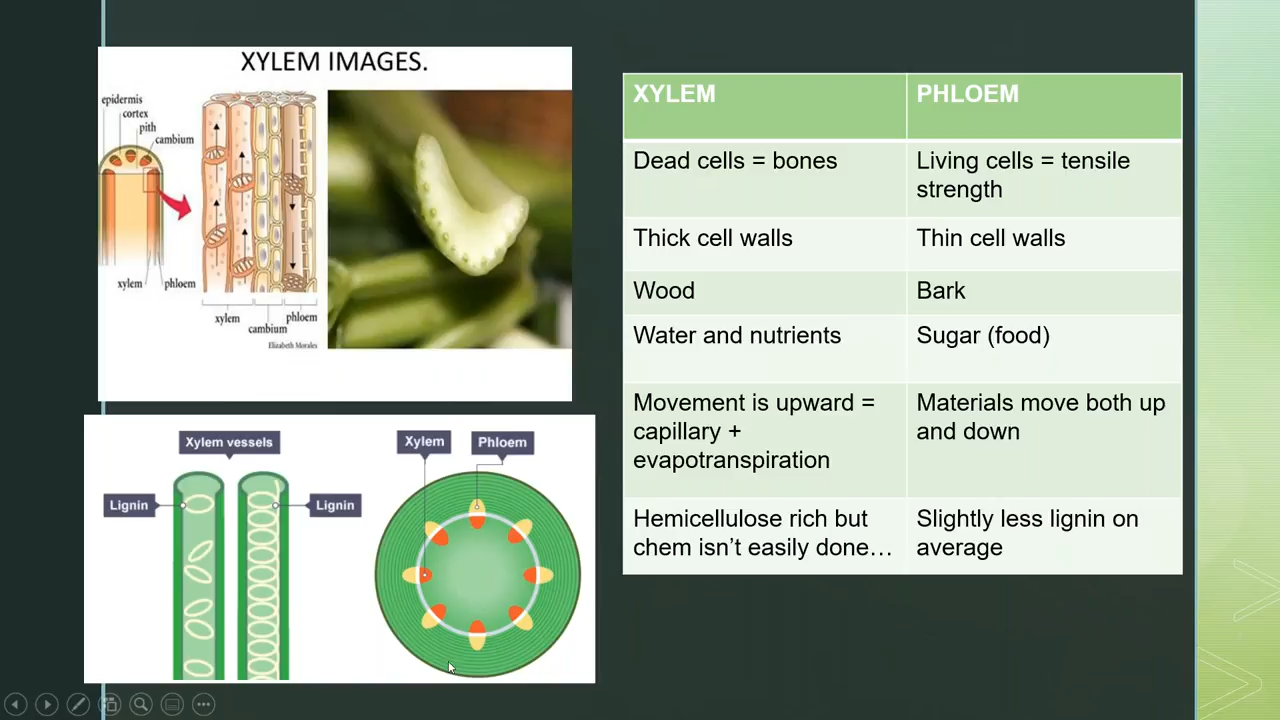 XYLEM IMAGES.
epidermis
cortex
pith
cambium
xylem
phloem
xylem
cambium
phloem
Elizabeth Morales
Xylem vessels
Lignin
Lignin
Xylem
Phloem
XYLEM
PHLOEM
Dead cells = bones
Living cells = tensile
strength
Thick cell walls
Thin cell walls
Wood
Bark
Water and nutrients
Sugar (food)
Movement is upward =
capillary +
evapotranspiration
Materials move both up
and down
Hemicellulose rich but
chem isn’t easily done…
Slightly less lignin on
average